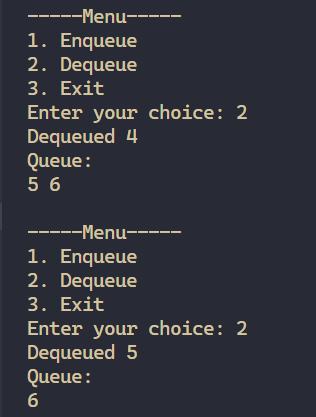 -----Menu-----
1. Enqueue
2. Dequeue
3. Exit
Enter your choice: 2
Dequeued 4
Queue:
5 6
-----Menu-----
1. Enqueue
2. Dequeue
3. Exit
Enter your choice: 2
Dequeued 5
Queue:
6